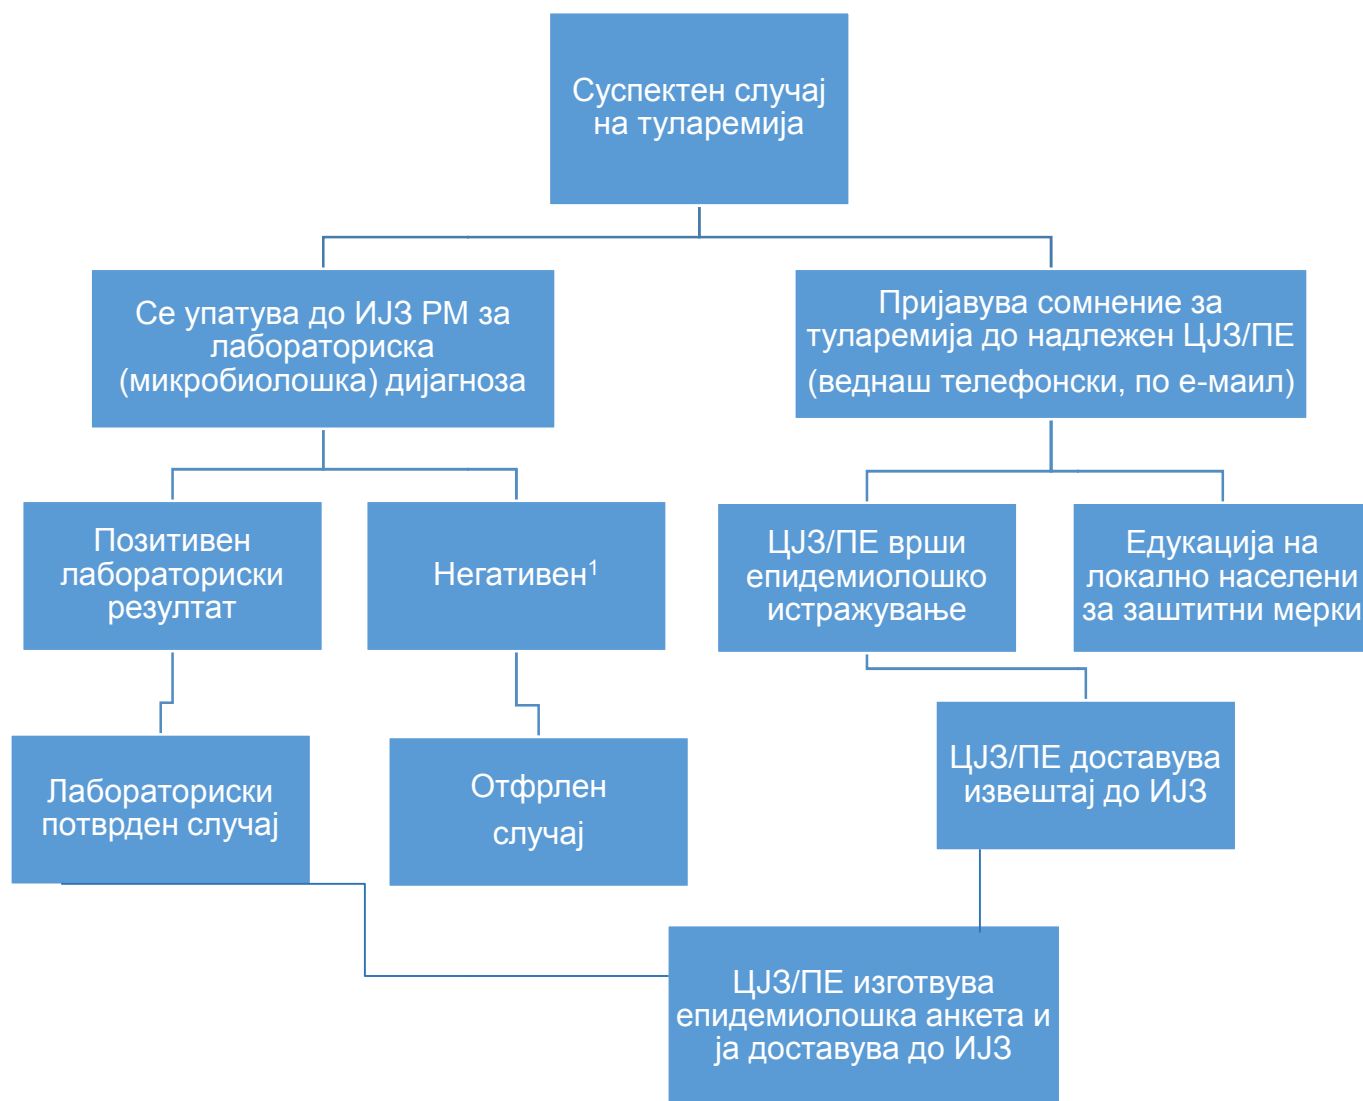 Суспектен случај
на туларемија
Се упатува до ИЈЗ РМ за
лабораториска
(микробиолошка) дијагноза
Пријавува сомнение за
туларемија до надлежен ЦЈЗ/ПЕ
(веднаш телефонски, по е-маил)
Позитивен
лабораториски
резултат
Негативен¹
ЦЈЗ/ПЕ врши
епидемиолошко
истражување
Едукација на
локално населени
за заштитни мерки
Лабораториски
потврден случај
Отфрлен
случај
ЦЈЗ/ПЕ доставува
извештај до ИЈЗ
ЦЈЗ/ПЕ изготвува
епидемиолошка анкета и
ја доставува до ИЈЗ